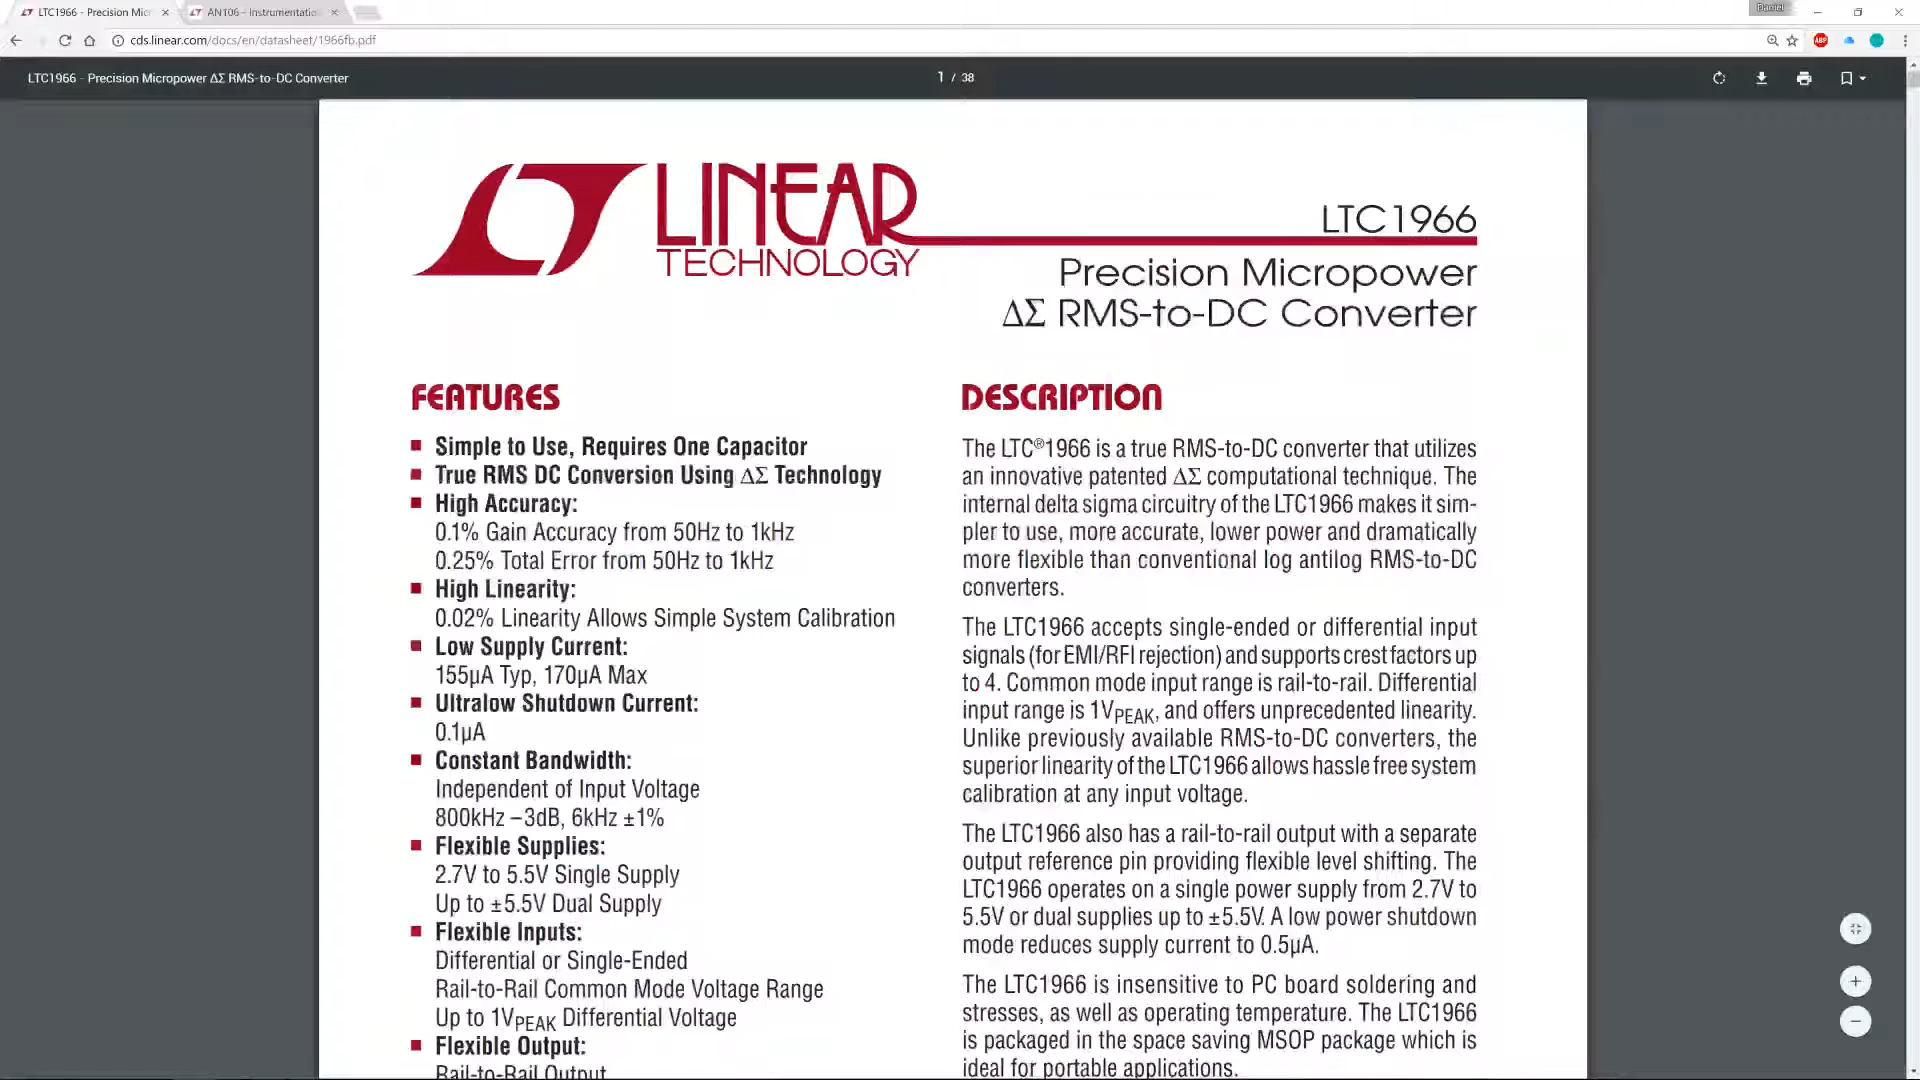 LTC1966 - Precision Mic
AN106 - Instrumentatio
Daniel
cds.linear.com/docs/en/datasheet/1966fb.pdf
ABP
LTC1966 - Precision Micropower ΔΣ RMS-to-DC Converter
1 / 38
LINEAR
TECHNOLOGY
LTC1966
Precision Micropower
ΔΣ RMS-to-DC Converter
FEATURES
■ Simple to Use, Requires One Capacitor
■ True RMS DC Conversion Using ΔΣ Technology
■ High Accuracy:
0.1% Gain Accuracy from 50Hz to 1kHz
0.25% Total Error from 50Hz to 1kHz
■ High Linearity:
0.02% Linearity Allows Simple System Calibration
■ Low Supply Current:
155µA Typ, 170µA Max
■ Ultralow Shutdown Current:
0.1µA
■ Constant Bandwidth:
Independent of Input Voltage
800kHz –3dB, 6kHz ±1%
■ Flexible Supplies:
2.7V to 5.5V Single Supply
Up to ±5.5V Dual Supply
■ Flexible Inputs:
Differential or Single-Ended
Rail-to-Rail Common Mode Voltage Range
Up to 1VPEAK Differential Voltage
■ Flexible Output:
Rail-to-Rail Output
DESCRIPTION
The LTC®1966 is a true RMS-to-DC converter that utilizes
an innovative patented ΔΣ computational technique. The
internal delta sigma circuitry of the LTC1966 makes it sim-
pler to use, more accurate, lower power and dramatically
more flexible than conventional log antilog RMS-to-DC
converters.
The LTC1966 accepts single-ended or differential input
signals (for EMI/RFI rejection) and supports crest factors up
to 4. Common mode input range is rail-to-rail. Differential
input range is 1VPEAK, and offers unprecedented linearity.
Unlike previously available RMS-to-DC converters, the
superior linearity of the LTC1966 allows hassle free system
calibration at any input voltage.
The LTC1966 also has a rail-to-rail output with a separate
output reference pin providing flexible level shifting. The
LTC1966 operates on a single power supply from 2.7V to
5.5V or dual supplies up to ±5.5V. A low power shutdown
mode reduces supply current to 0.5µA.
The LTC1966 is insensitive to PC board soldering and
stresses, as well as operating temperature. The LTC1966
is packaged in the space saving MSOP package which is
ideal for portable applications.